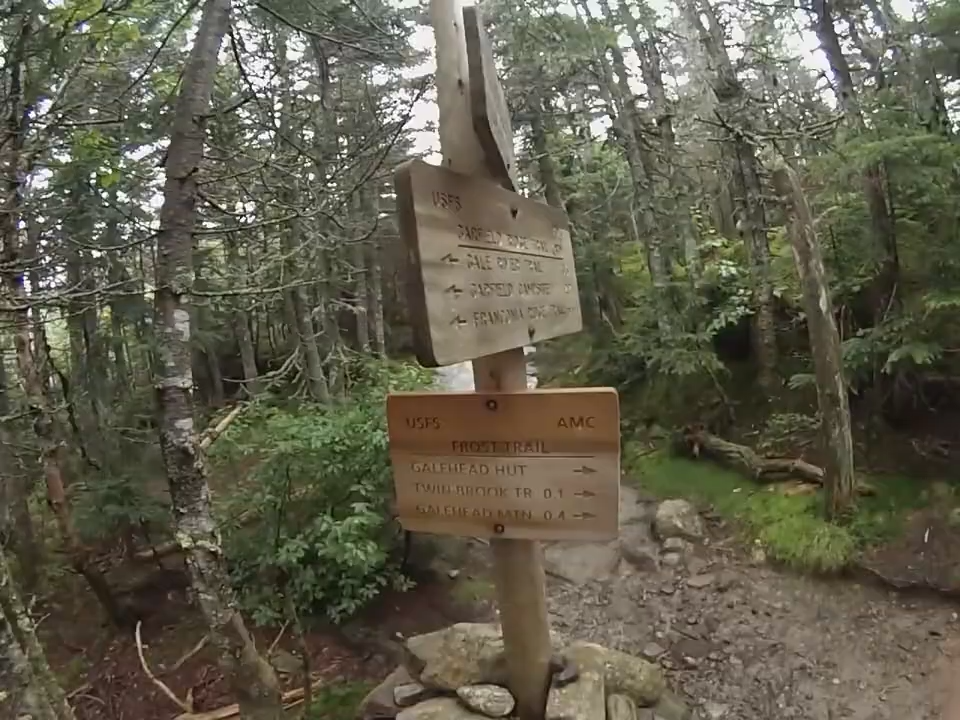 USFS
GARFIELD RIDGE TRAIL
← GALE RIVER TRAIL
← GARFIELD CAMPSITE
← FRANCONIA RIDGE TRAIL
USFS AMC
FROST TRAIL
GALEHEAD HUT →
TWIN BROOK TR 0.1 →
GALEHEAD MTN 0.4 →